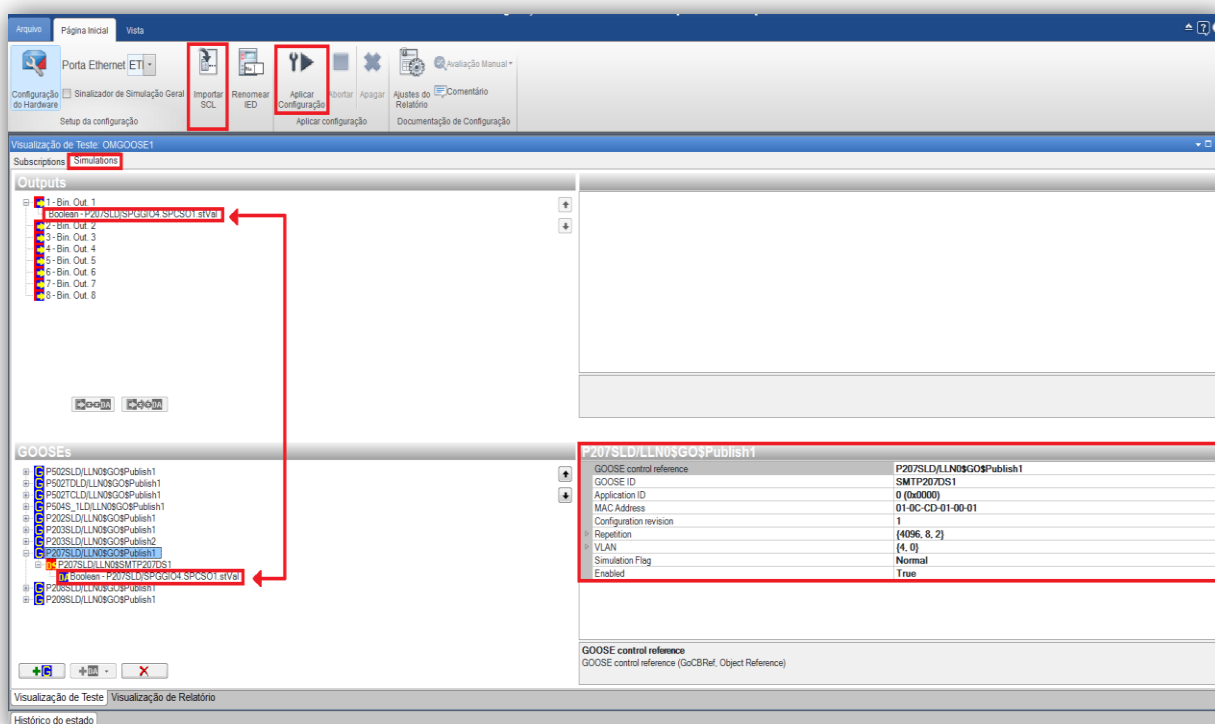 Arquivo
Página Inicial
Vista
Porta Ethernet ET
Configuração do Hardware
Sinalizador de Simulação Geral
Importar SCL
Renomear IED
Aplicar Configuração
Abortar
Apagar
Ajustes do Relatório
Avaliação Manual
Comentário
Setup da configuração
Aplicar configuração
Documentação de Configuração
Visualização de Teste: OMGOOSE1
Subscriptions
Simulations
Outputs
1 - Bin. Out. 1
Boolean - P207SLD/SPGGIO4.SPCSO1.stVal
2 - Bin. Out. 2
3 - Bin. Out. 3
4 - Bin. Out. 4
5 - Bin. Out. 5
6 - Bin. Out. 6
7 - Bin. Out. 7
8 - Bin. Out. 8
GOOSEs
G P502SLD/LLN0$GO$Publish1
G P502TDLD/LLN0$GO$Publish1
G P502TCLD/LLN0$GO$Publish1
G P504S_1LD/LLN0$GO$Publish1
G P202SLD/LLN0$GO$Publish1
G P203SLD/LLN0$GO$Publish1
G P203SLD/LLN0$GO$Publish2
G P207SLD/LLN0$GO$Publish1
DS P207SLD/LLN0$SMTP207DS1
DA Boolean - P207SLD/SPGGIO4.SPCSO1.stVal
G P208SLD/LLN0$GO$Publish1
G P209SLD/LLN0$GO$Publish1
+G
+DA
P207SLD/LLN0$GO$Publish1
GOOSE control reference P207SLD/LLN0$GO$Publish1
GOOSE ID SMTP207DS1
Application ID 0 (0x0000)
MAC Address 01-0C-CD-01-00-01
Configuration revision 1
Repetition {4096, 8, 2}
VLAN {4, 0}
Simulation Flag Normal
Enabled True
GOOSE control reference
GOOSE control reference (GoCBRef, Object Reference)
Visualização de Teste
Visualização de Relatório
Histórico do estado